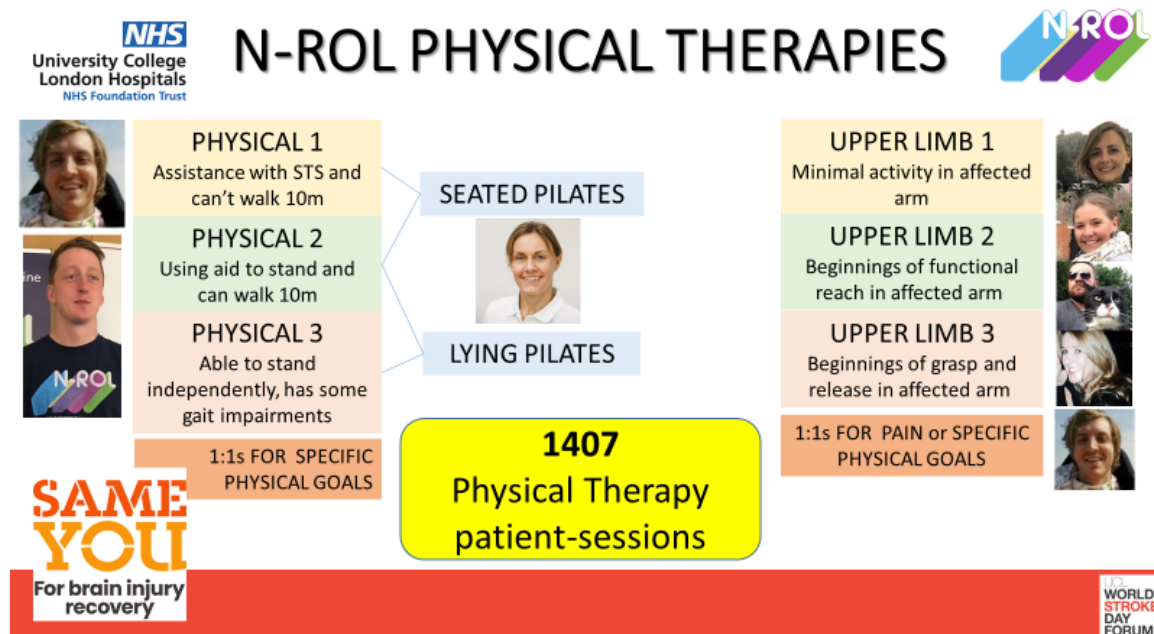 NHS
University College
London Hospitals
NHS Foundation Trust
N-ROL PHYSICAL THERAPIES
N-ROL
PHYSICAL 1
Assistance with STS and
can't walk 10m
PHYSICAL 2
Using aid to stand and
can walk 10m
PHYSICAL 3
Able to stand
independently, has some
gait impairments
1:1s FOR SPECIFIC
PHYSICAL GOALS
ine
N-ROL
SEATED PILATES
LYING PILATES
1407
Physical Therapy
patient-sessions
UPPER LIMB 1
Minimal activity in affected
arm
UPPER LIMB 2
Beginnings of functional
reach in affected arm
UPPER LIMB 3
Beginnings of grasp and
release in affected arm
1:1s FOR PAIN or SPECIFIC
PHYSICAL GOALS
SAME
YOU
For brain injury
recovery
UCL
WORLD
STROKE
DAY
FORUM